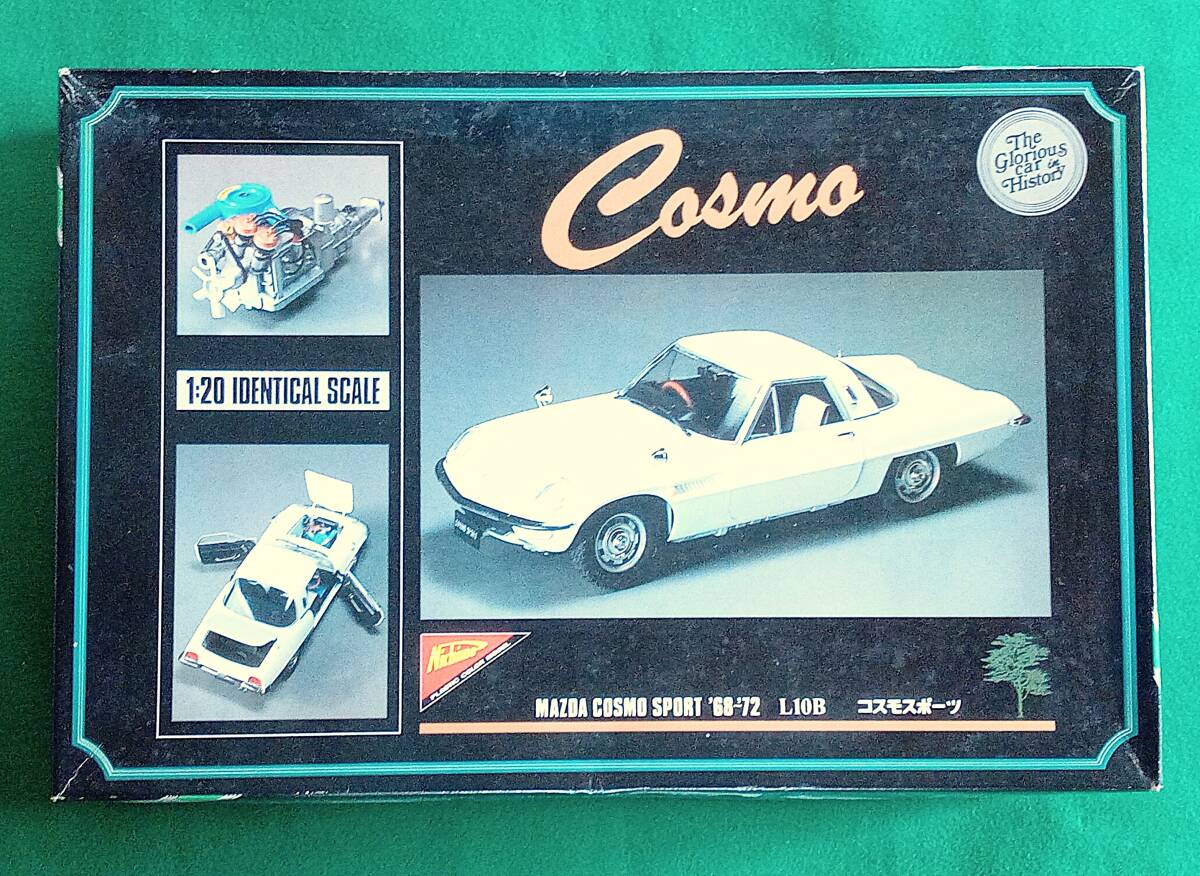 Cosmo
The
Glorious
car in
History
1:20 IDENTICAL SCALE
Nichimo
MAZDA COSMO SPORT '68-'72 L10B コスモスポーツ